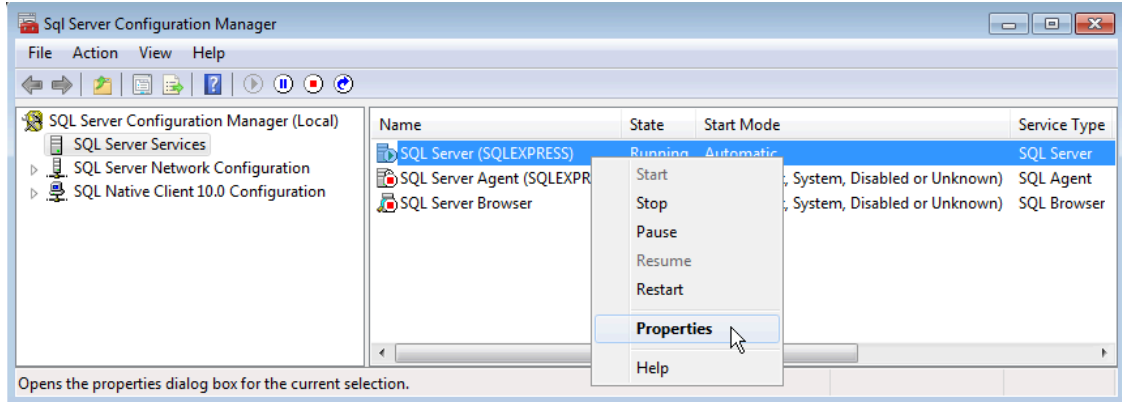 Sql Server Configuration Manager
File Action View Help
SQL Server Configuration Manager (Local)
SQL Server Services
SQL Server Network Configuration
SQL Native Client 10.0 Configuration
Name State Start Mode Service Type
SQL Server (SQLEXPRESS) Running Automatic SQL Server
SQL Server Agent (SQLEXPR , System, Disabled or Unknown) SQL Agent
SQL Server Browser , System, Disabled or Unknown) SQL Browser
Start
Stop
Pause
Resume
Restart
Properties
Help
Opens the properties dialog box for the current selection.